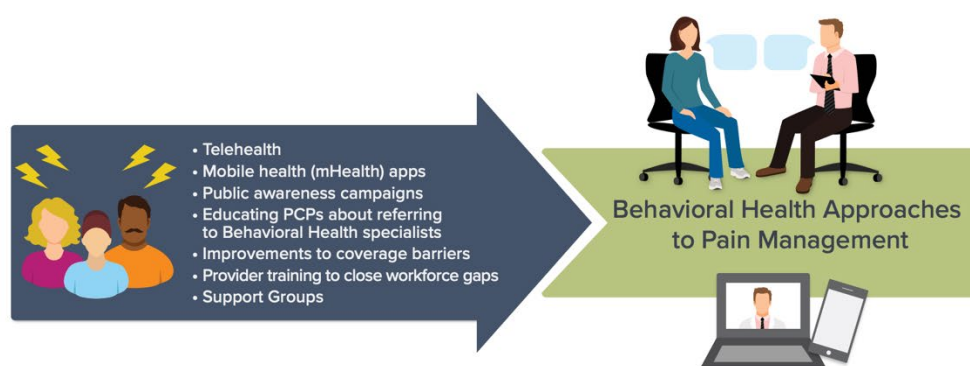 • Telehealth
• Mobile health (mHealth) apps
• Public awareness campaigns
• Educating PCPs about referring
to Behavioral Health specialists
• Improvements to coverage barriers
• Provider training to close workforce gaps
• Support Groups
Behavioral Health Approaches
to Pain Management